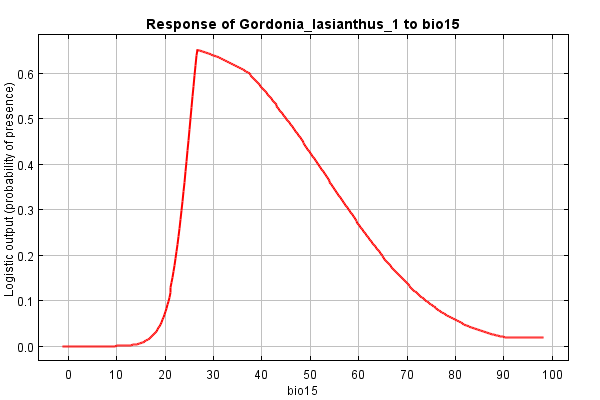 Response of Gordonia_lasianthus_1 to bio15
Logistic output (probability of presence)
0.6
0.5
0.4
0.3
0.2
0.1
0.0
0 10 20 30 40 50 60 70 80 90 100
bio15